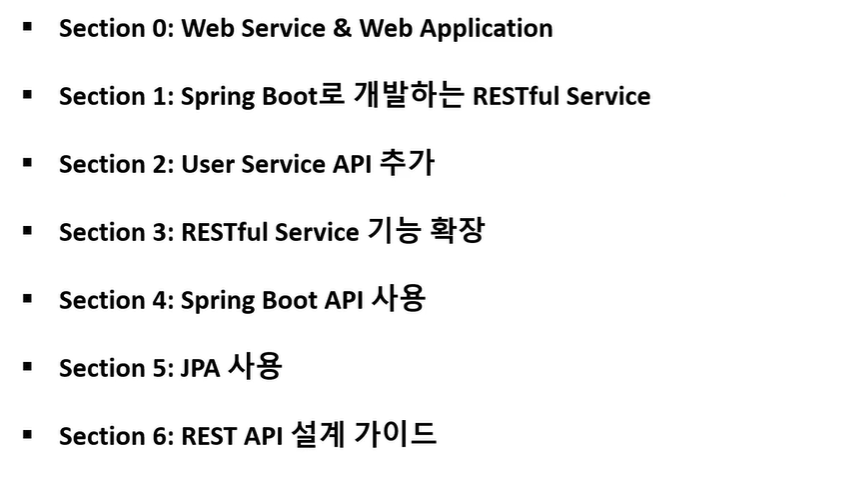 ▪ Section 0: Web Service & Web Application
▪ Section 1: Spring Boot로 개발하는 RESTful Service
▪ Section 2: User Service API 추가
▪ Section 3: RESTful Service 기능 확장
▪ Section 4: Spring Boot API 사용
▪ Section 5: JPA 사용
▪ Section 6: REST API 설계 가이드